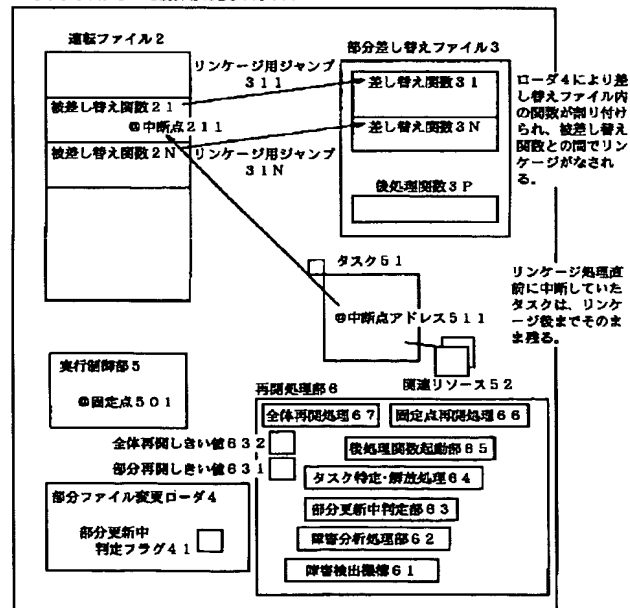 運転ファイル2
部分差し替えファイル3
リンケージ用ジャンプ
311
被差し替え関数21
@中断点211
被差し替え関数2N
リンケージ用ジャンプ
31N
差し替え関数31
差し替え関数3N
後処理関数3P
ローダ4により差
し替えファイル内
の関数が割り付け
られ、被差し替え
関数との間でリン
ケージがなされ
る。
タスク51
@中断点アドレス511
関連リソース52
リンケージ処理直
前に中断していた
タスクは、リンケ
ージ後までそのま
ま残る。
実行制御部5
@固定点501
再開処理部6
全体再開処理67
固定点再開処理66
全体再開しきい値632
後処理関数起動部65
部分再開しきい値631
タスク特定・解放処理64
部分更新中判定部63
障害分析処理部62
障害検出機構61
部分ファイル変更ローダ4
部分更新中
判定フラグ41